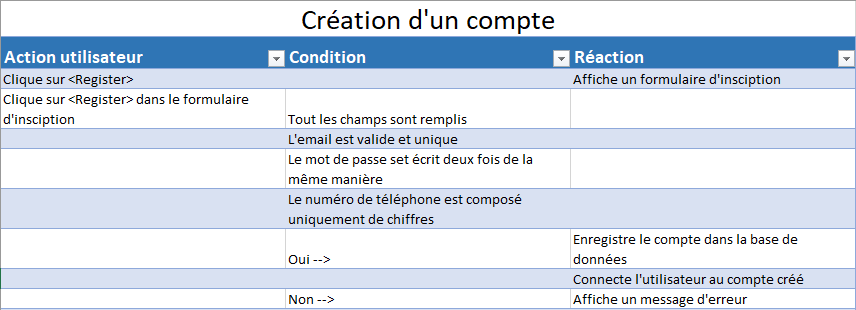 Création d'un compte
Action utilisateur Condition Réaction
Clique sur <Register> Affiche un formulaire d'insciption
Clique sur <Register> dans le formulaire
d'insciption Tout les champs sont remplis
L'email est valide et unique
Le mot de passe set écrit deux fois de la
même manière
Le numéro de téléphone est composé
uniquement de chiffres
Enregistre le compte dans la base de
Oui --> données
Connecte l'utilisateur au compte créé
Non --> Affiche un message d'erreur